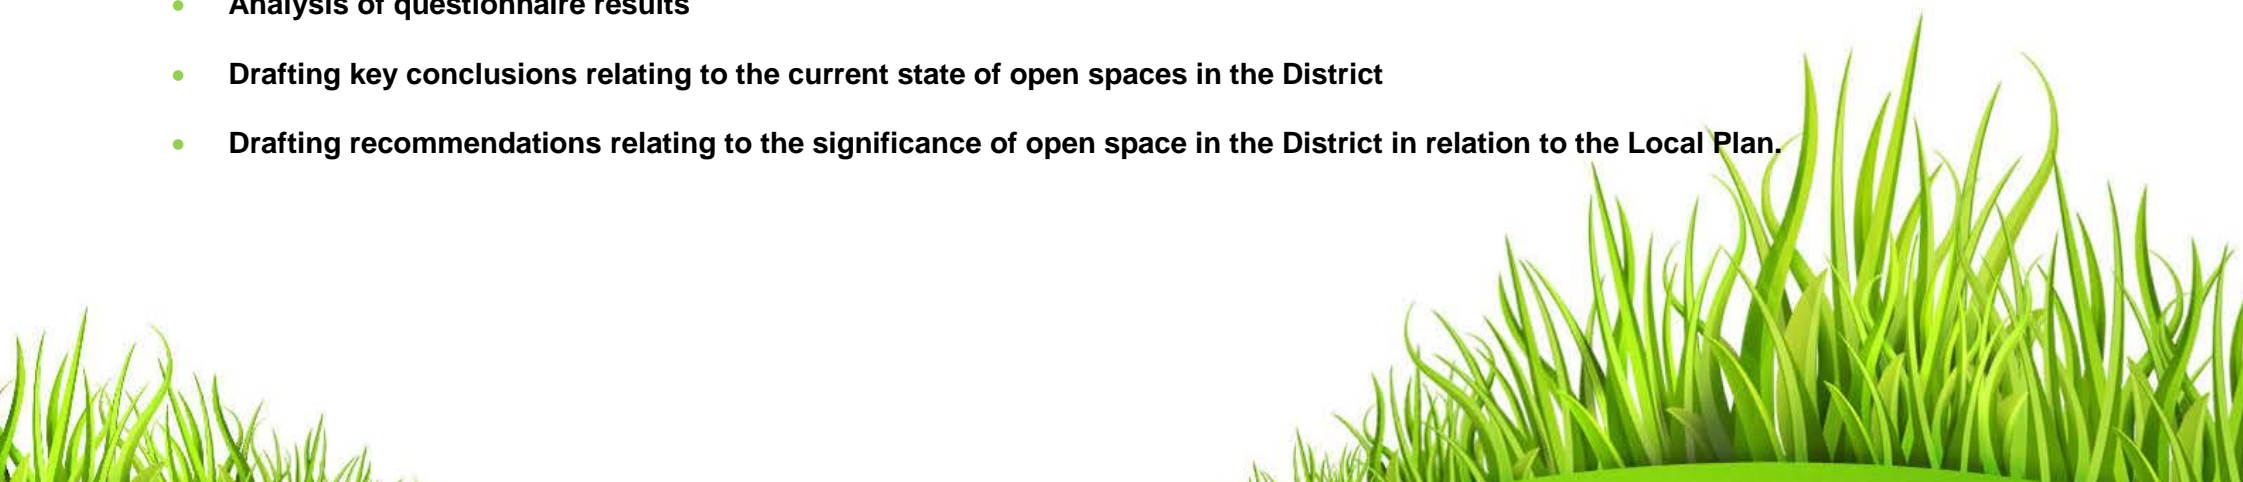 • Analysis of questionnaire results
• Drafting key conclusions relating to the current state of open spaces in the District
• Drafting recommendations relating to the significance of open space in the District in relation to the Local Plan.